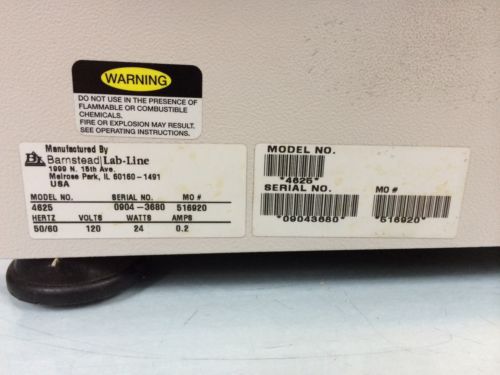 WARNING
DO NOT USE IN THE PRESENCE OF
FLAMMABLE OR COMBUSTIBLE
CHEMICALS.
FIRE OR EXPLOSION MAY RESULT.
SEE OPERATING INSTRUCTIONS.
Manufactured By
Barnstead|Lab-Line
1999 N. 15th Ave.
Melrose Park, IL 60160-1491
USA
MODEL NO. SERIAL NO. MO #
4625 0904-3680 516920
HERTZ VOLTS WATTS AMPS
50/60 120 24 0.2
MODEL NO.
*4625*
SERIAL NO. MO #
*09043680* *516920*